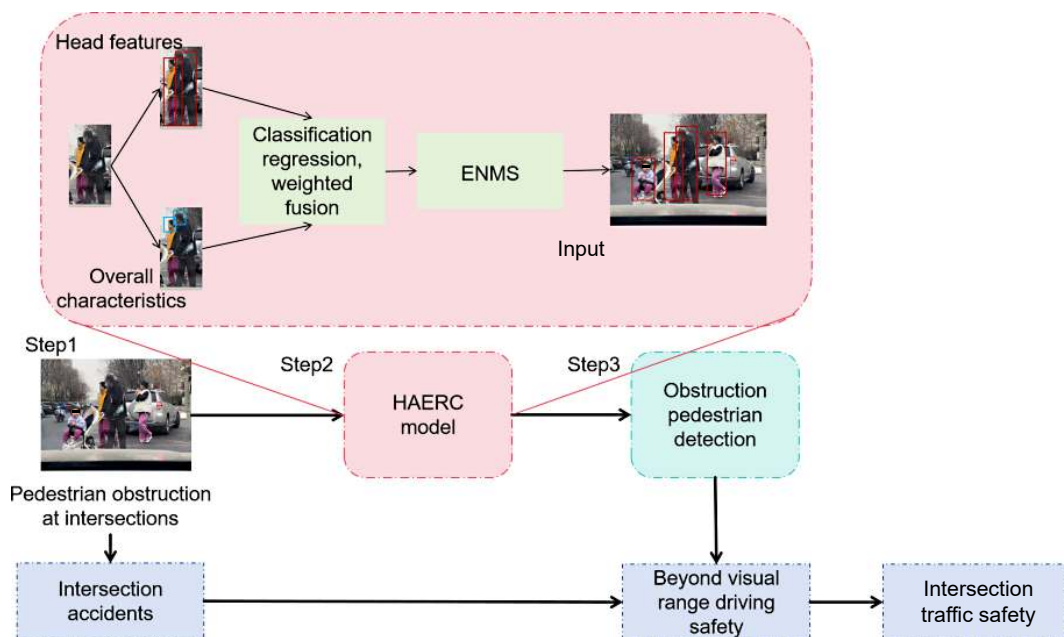 Head features
Classification
regression,
weighted
fusion
ENMS
Input
Overall
characteristics
Step1
Step2
Step3
HAERC
model
Obstruction
pedestrian
detection
Pedestrian obstruction
at intersections
Intersection
accidents
Beyond visual
range driving
safety
Intersection
traffic safety